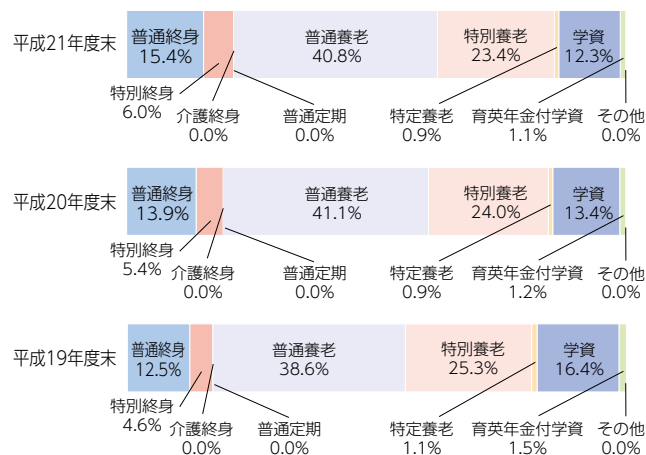 平成21年度末
普通終身
15.4%
普通養老
40.8%
特別養老
23.4%
学資
12.3%
特別終身
6.0%
介護終身
0.0%
普通定期
0.0%
特定養老
0.9%
育英年金付学資
1.1%
その他
0.0%
平成20年度末
普通終身
13.9%
普通養老
41.1%
特別養老
24.0%
学資
13.4%
特別終身
5.4%
介護終身
0.0%
普通定期
0.0%
特定養老
0.9%
育英年金付学資
1.2%
その他
0.0%
平成19年度末
普通終身
12.5%
普通養老
38.6%
特別養老
25.3%
学資
16.4%
特別終身
4.6%
介護終身
0.0%
普通定期
0.0%
特定養老
1.1%
育英年金付学資
1.5%
その他
0.0%